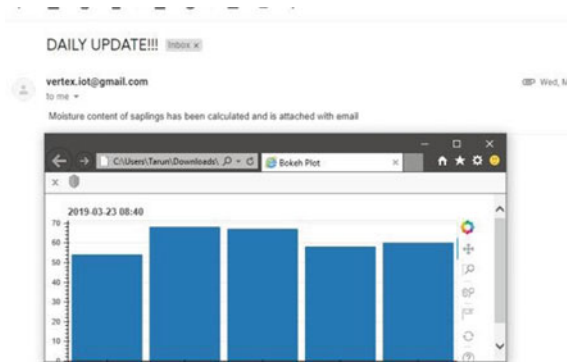 DAILY UPDATE!!! Inbox x
vertex.iot@gmail.com
Wed, M
to me
Moisture content of saplings has been calculated and is attached with email
C:\Users\Tarun\Downloads\
Bokeh Plot
x
2019-03-23 08:40
70
60
50
40
30
20
10
0